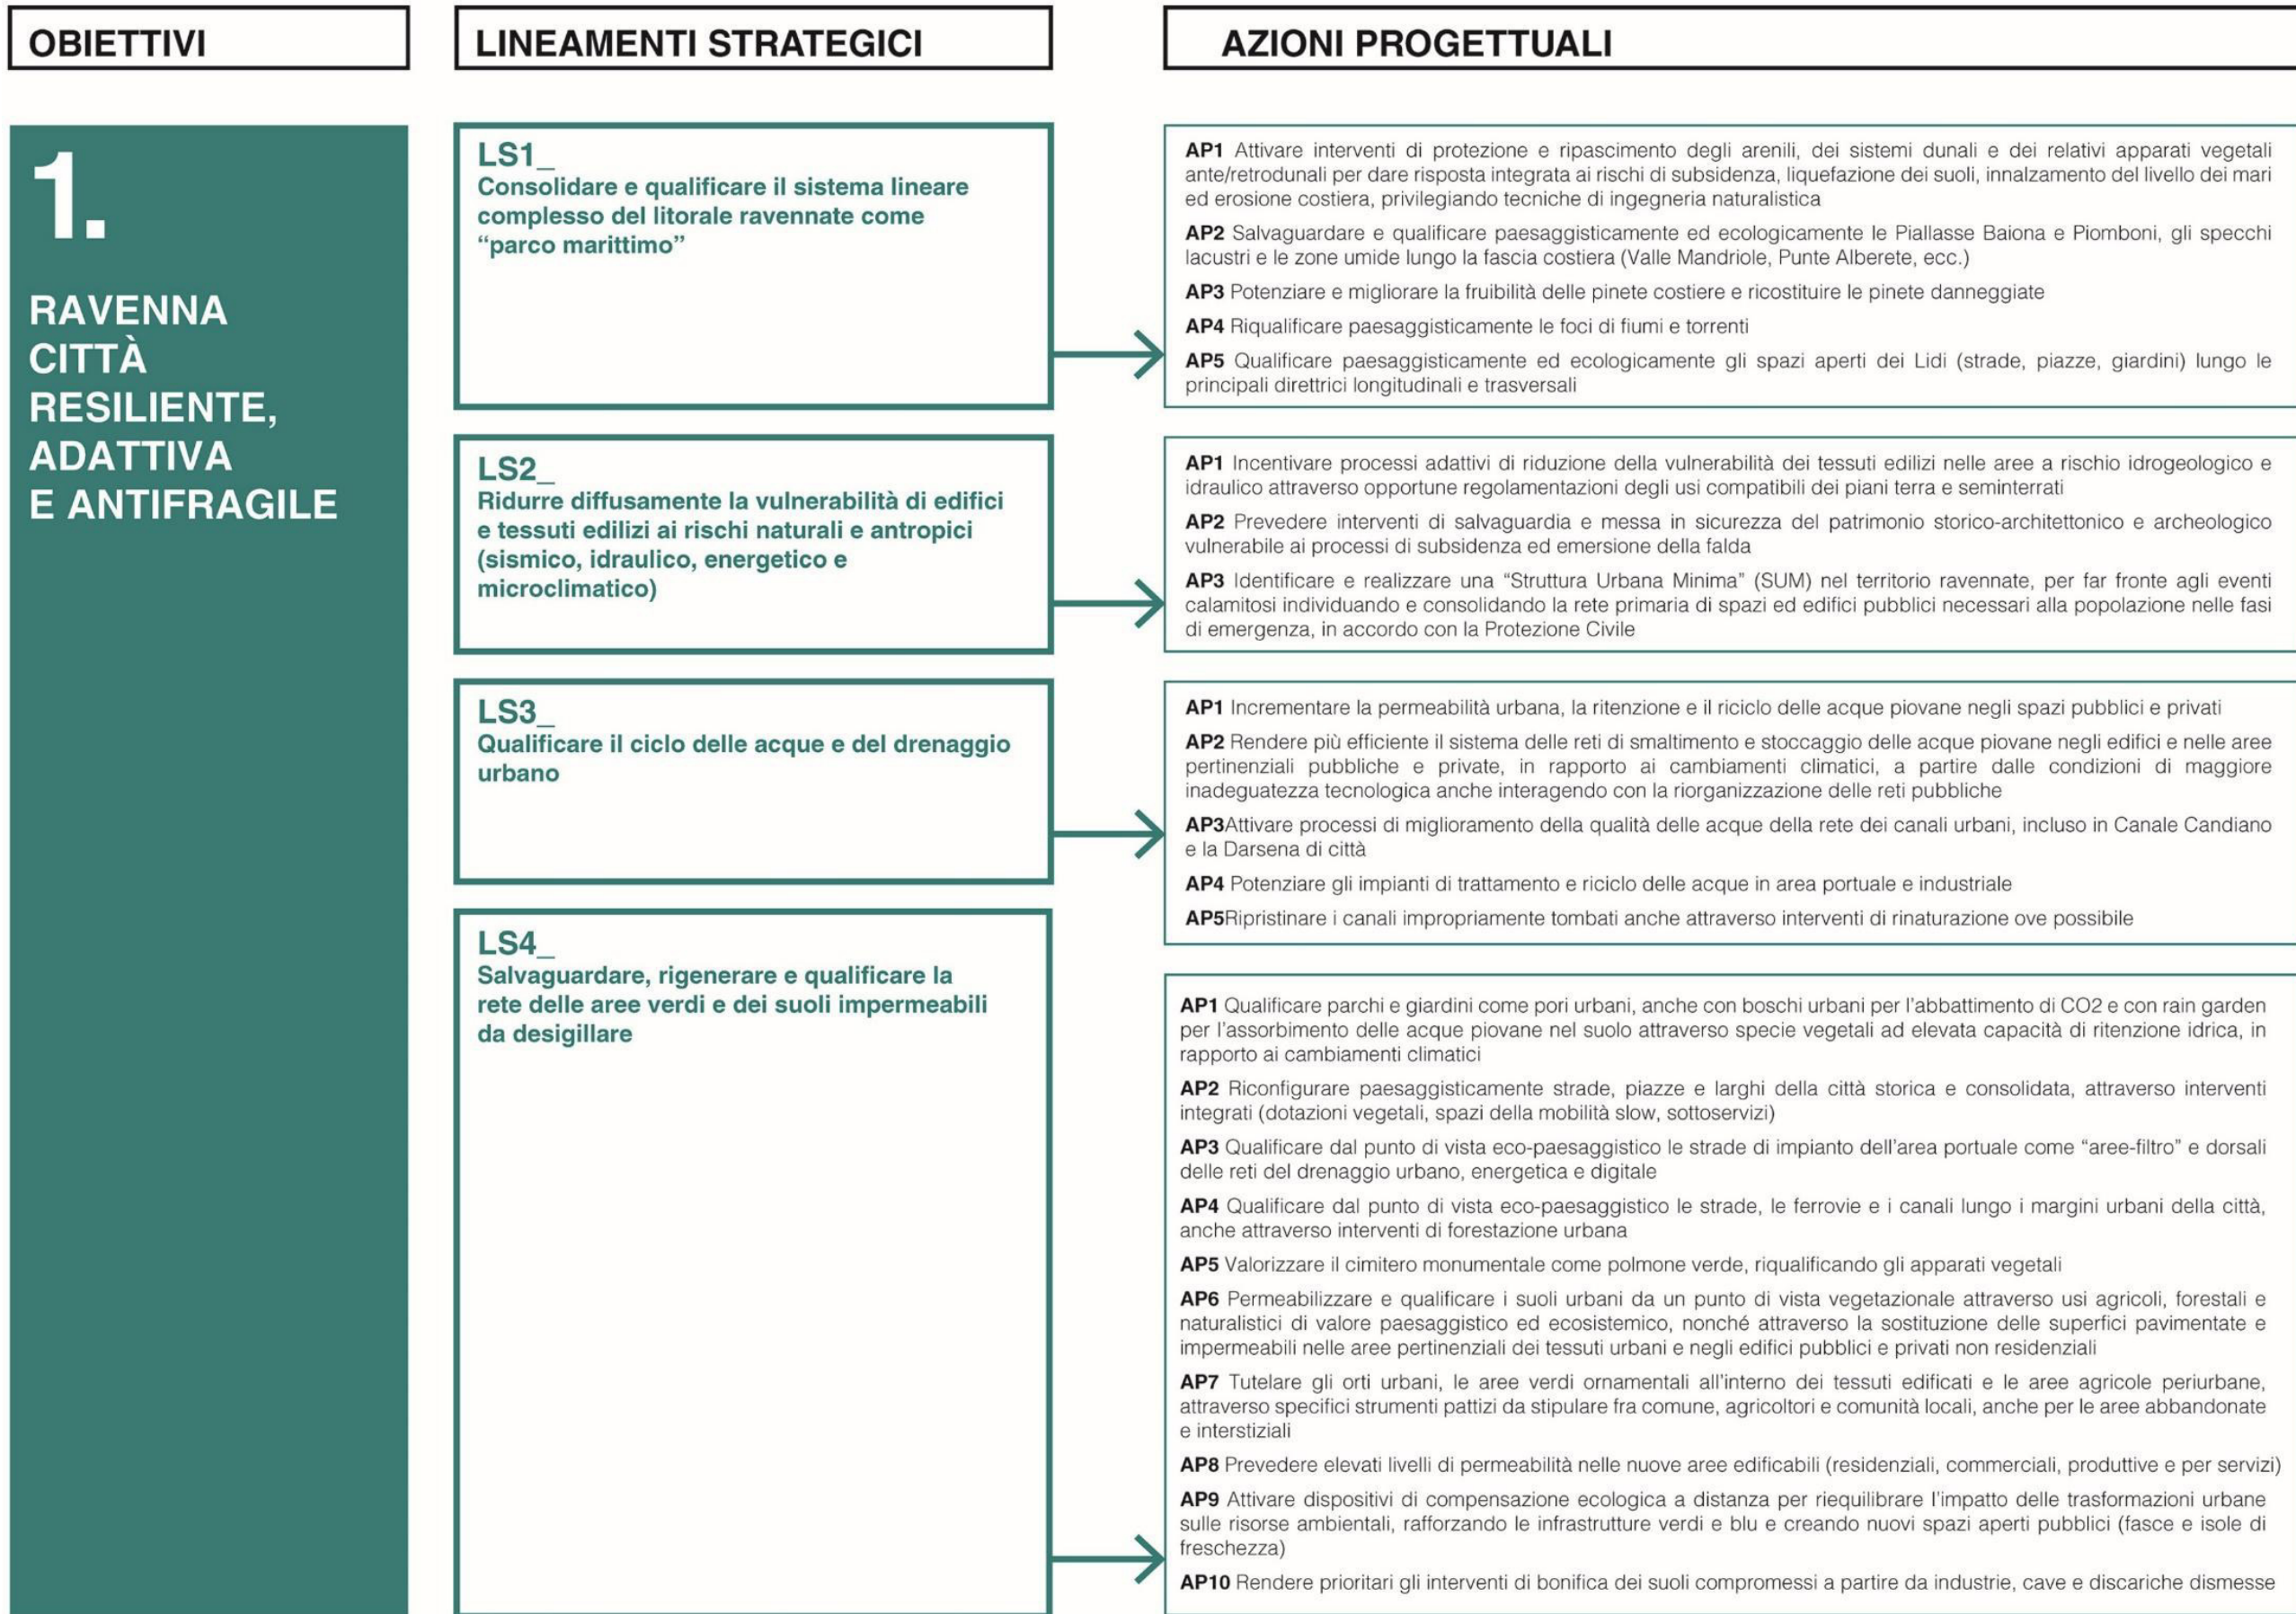 OBIETTIVI
LINEAMENTI STRATEGICI
AZIONI PROGETTUALI
1.
RAVENNA
CITTÀ
RESILIENTE,
ADATTIVA
E ANTIFRAGILE
LS1_
Consolidare e qualificare il sistema lineare
complesso del litorale ravennate come
“parco marittimo”
AP1 Attivare interventi di protezione e ripascimento degli arenili, dei sistemi dunali e dei relativi apparati vegetali
ante/retrodunali per dare risposta integrata ai rischi di subsidenza, liquefazione dei suoli, innalzamento del livello dei mari
ed erosione costiera, privilegiando tecniche di ingegneria naturalistica
AP2 Salvaguardare e qualificare paesaggisticamente ed ecologicamente le Piallasse Baiona e Piomboni, gli specchi
lacustri e le zone umide lungo la fascia costiera (Valle Mandriole, Punte Alberete, ecc.)
AP3 Potenziare e migliorare la fruibilità delle pinete costiere e ricostituire le pinete danneggiate
AP4 Riqualificare paesaggisticamente le foci di fiumi e torrenti
AP5 Qualificare paesaggisticamente ed ecologicamente gli spazi aperti dei Lidi (strade, piazze, giardini) lungo le
principali direttrici longitudinali e trasversali
LS2_
Ridurre diffusamente la vulnerabilità di edifici
e tessuti edilizi ai rischi naturali e antropici
(sismico, idraulico, energetico e
microclimatico)
AP1 Incentivare processi adattivi di riduzione della vulnerabilità dei tessuti edilizi nelle aree a rischio idrogeologico e
idraulico attraverso opportune regolamentazioni degli usi compatibili dei piani terra e seminterrati
AP2 Prevedere interventi di salvaguardia e messa in sicurezza del patrimonio storico-architettonico e archeologico
vulnerabile ai processi di subsidenza ed emersione della falda
AP3 Identificare e realizzare una “Struttura Urbana Minima” (SUM) nel territorio ravennate, per far fronte agli eventi
calamitosi individuando e consolidando la rete primaria di spazi ed edifici pubblici necessari alla popolazione nelle fasi
di emergenza, in accordo con la Protezione Civile
LS3_
Qualificare il ciclo delle acque e del drenaggio
urbano
AP1 Incrementare la permeabilità urbana, la ritenzione e il riciclo delle acque piovane negli spazi pubblici e privati
AP2 Rendere più efficiente il sistema delle reti di smaltimento e stoccaggio delle acque piovane negli edifici e nelle aree
pertinenziali pubbliche e private, in rapporto ai cambiamenti climatici, a partire dalle condizioni di maggiore
inadeguatezza tecnologica anche interagendo con la riorganizzazione delle reti pubbliche
AP3Attivare processi di miglioramento della qualità delle acque della rete dei canali urbani, incluso in Canale Candiano
e la Darsena di città
AP4 Potenziare gli impianti di trattamento e riciclo delle acque in area portuale e industriale
AP5Ripristinare i canali impropriamente tombati anche attraverso interventi di rinaturazione ove possibile
LS4_
Salvaguardare, rigenerare e qualificare la
rete delle aree verdi e dei suoli impermeabili
da desigillare
AP1 Qualificare parchi e giardini come pori urbani, anche con boschi urbani per l'abbattimento di CO2 e con rain garden
per l'assorbimento delle acque piovane nel suolo attraverso specie vegetali ad elevata capacità di ritenzione idrica, in
rapporto ai cambiamenti climatici
AP2 Riconfigurare paesaggisticamente strade, piazze e larghi della città storica e consolidata, attraverso interventi
integrati (dotazioni vegetali, spazi della mobilità slow, sottoservizi)
AP3 Qualificare dal punto di vista eco-paesaggistico le strade di impianto dell'area portuale come “aree-filtro” e dorsali
delle reti del drenaggio urbano, energetica e digitale
AP4 Qualificare dal punto di vista eco-paesaggistico le strade, le ferrovie e i canali lungo i margini urbani della città,
anche attraverso interventi di forestazione urbana
AP5 Valorizzare il cimitero monumentale come polmone verde, riqualificando gli apparati vegetali
AP6 Permeabilizzare e qualificare i suoli urbani da un punto di vista vegetazionale attraverso usi agricoli, forestali e
naturalistici di valore paesaggistico ed ecosistemico, nonché attraverso la sostituzione delle superfici pavimentate e
impermeabili nelle aree pertinenziali dei tessuti urbani e negli edifici pubblici e privati non residenziali
AP7 Tutelare gli orti urbani, le aree verdi ornamentali all'interno dei tessuti edificati e le aree agricole periurbane,
attraverso specifici strumenti pattizi da stipulare fra comune, agricoltori e comunità locali, anche per le aree abbandonate
e interstiziali
AP8 Prevedere elevati livelli di permeabilità nelle nuove aree edificabili (residenziali, commerciali, produttive e per servizi)
AP9 Attivare dispositivi di compensazione ecologica a distanza per riequilibrare l'impatto delle trasformazioni urbane
sulle risorse ambientali, rafforzando le infrastrutture verdi e blu e creando nuovi spazi aperti pubblici (fasce e isole di
freschezza)
AP10 Rendere prioritari gli interventi di bonifica dei suoli compromessi a partire da industrie, cave e discariche dismesse